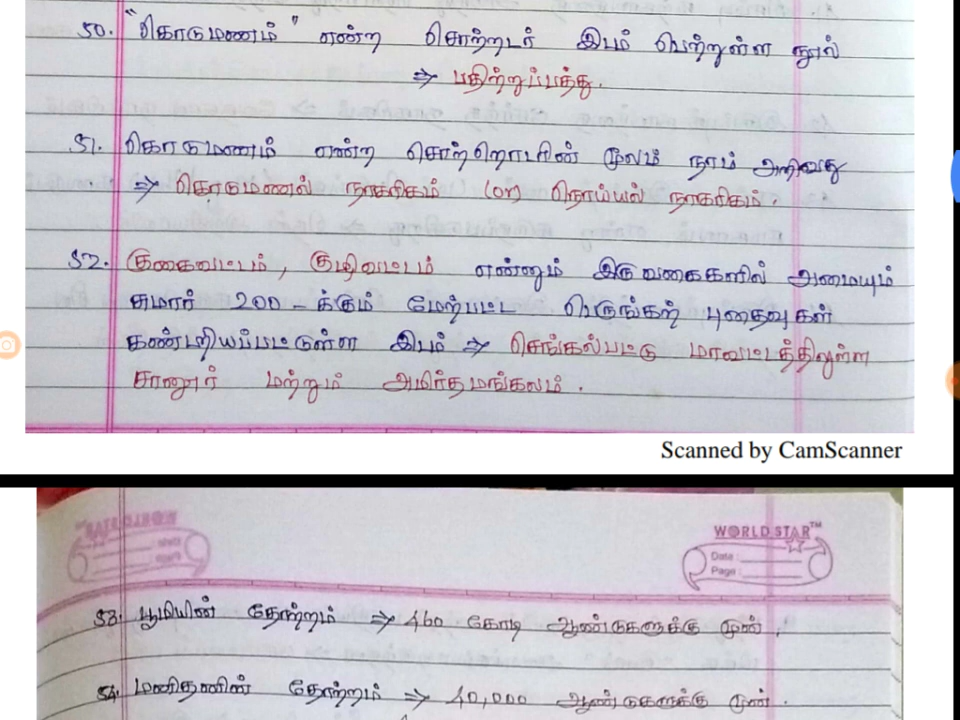 50. "கொடுமணம்" என்ற சொற்றடர் இடம் பெற்றுள்ள நூல்
⇒ பதிற்றுப்பத்து.
51. கொடுமணம் என்ற சொற்றொடரின் மூலம் நாம் அறிவது
⇒ கொடுமணல் நாகரிகம் (or) நொய்யல் நாகரிகம்.
52. குகைவட்டம், குழிவட்டம் எண்னும் இருவகைகளில் அமையும்
சுமார் 200-க்கும் மேற்பட்ட பெருங்கற் புதைவுகள்
கண்டறியப்பட்டுள்ள இடம் ⇒ செங்கல்பட்டு மாவட்டத்திலுள்ள
சானூர் மற்றும் அமிர்தமங்கலம்.
Scanned by CamScanner
WORLD STAR™
Date :
Page :
53. பூமியின் தோற்றம் ⇒ 460 கோடி ஆண்டுகளுக்கு முன்.
54. மனிதனின் தோற்றம் ⇒ 40,000 ஆண்டுகளுக்கு முன்.